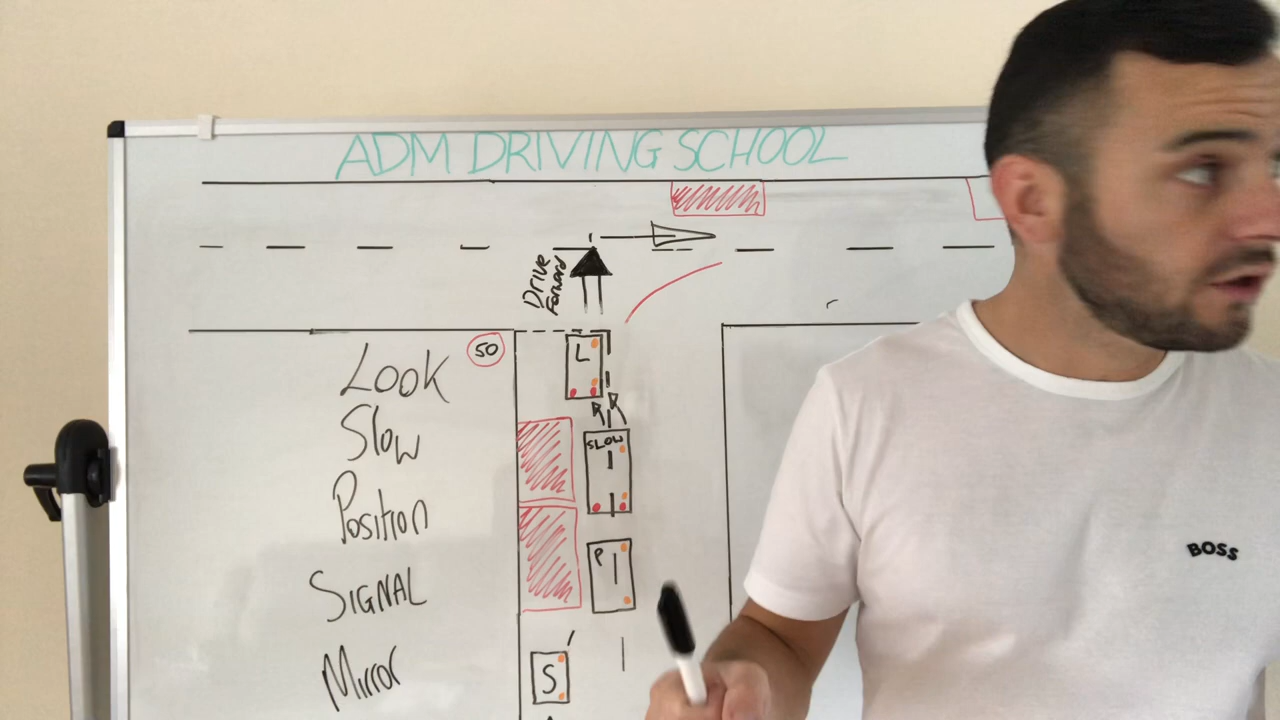 ADM DRIVING SCHOOL
Drive
Forward
50
Look
Slow
Position
SIGNAL
Mirror
L
SLOW
P
S
BOSS